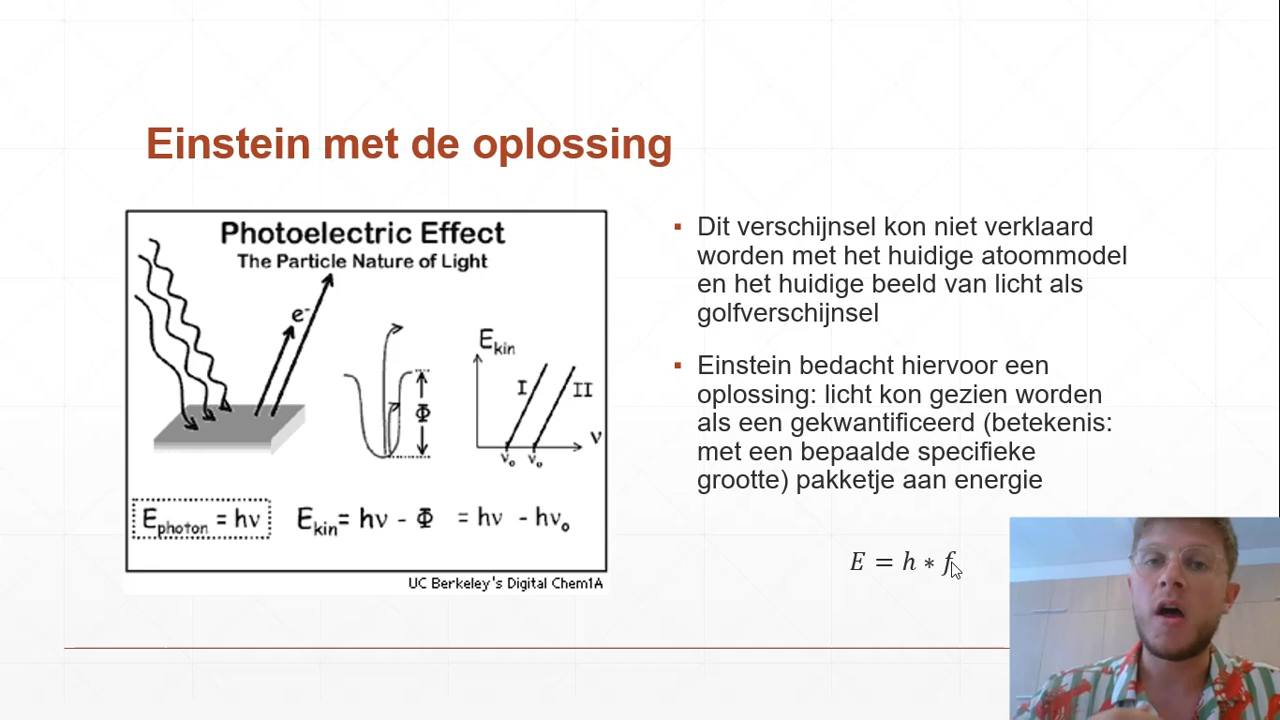 Einstein met de oplossing
Photoelectric Effect
The Particle Nature of Light
e⁻
Φ
E_kin
I
II
ν
ν₀ ν₀
E_photon = hν
E_kin = hν - Φ = hν - hν₀
UC Berkeley's Digital Chem1A
▪ Dit verschijnsel kon niet verklaard
worden met het huidige atoommodel
en het huidige beeld van licht als
golfverschijnsel
▪ Einstein bedacht hiervoor een
oplossing: licht kon gezien worden
als een gekwantificeerd (betekenis:
met een bepaalde specifieke
grootte) pakketje aan energie
E = h ∗ f